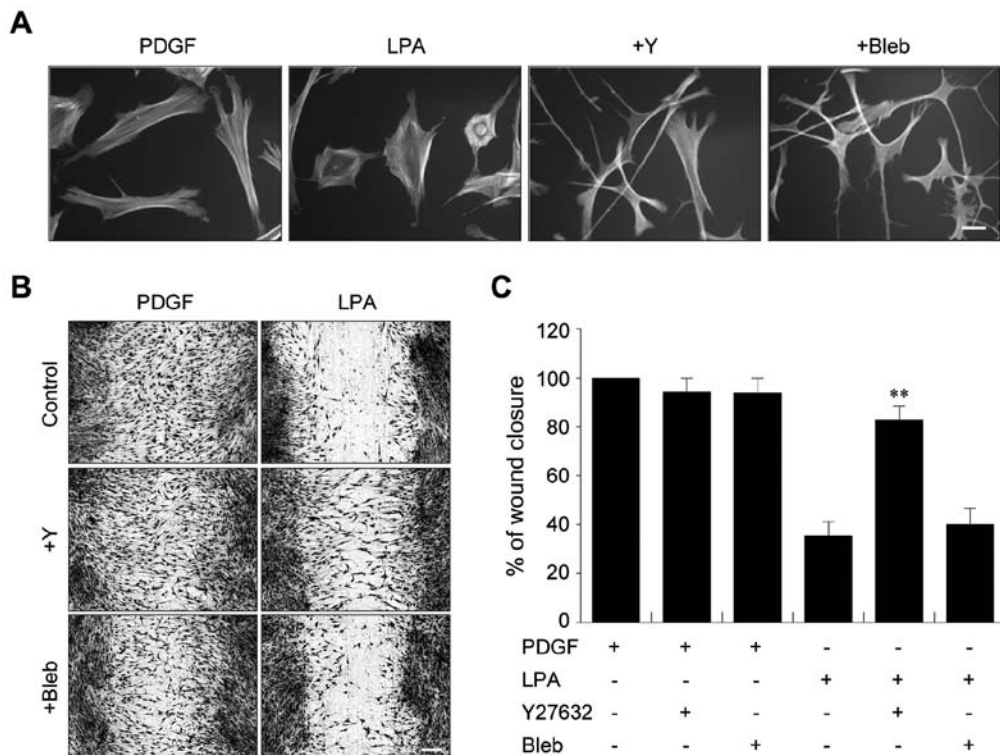 A
PDGF LPA +Y +Bleb
B
PDGF LPA
Control
+Y
+Bleb
C
% of wound closure
120
100
80
60
40
20
0
**
PDGF + + + - - -
LPA - - - + + +
Y27632 - + - - + -
Bleb - - + - - +